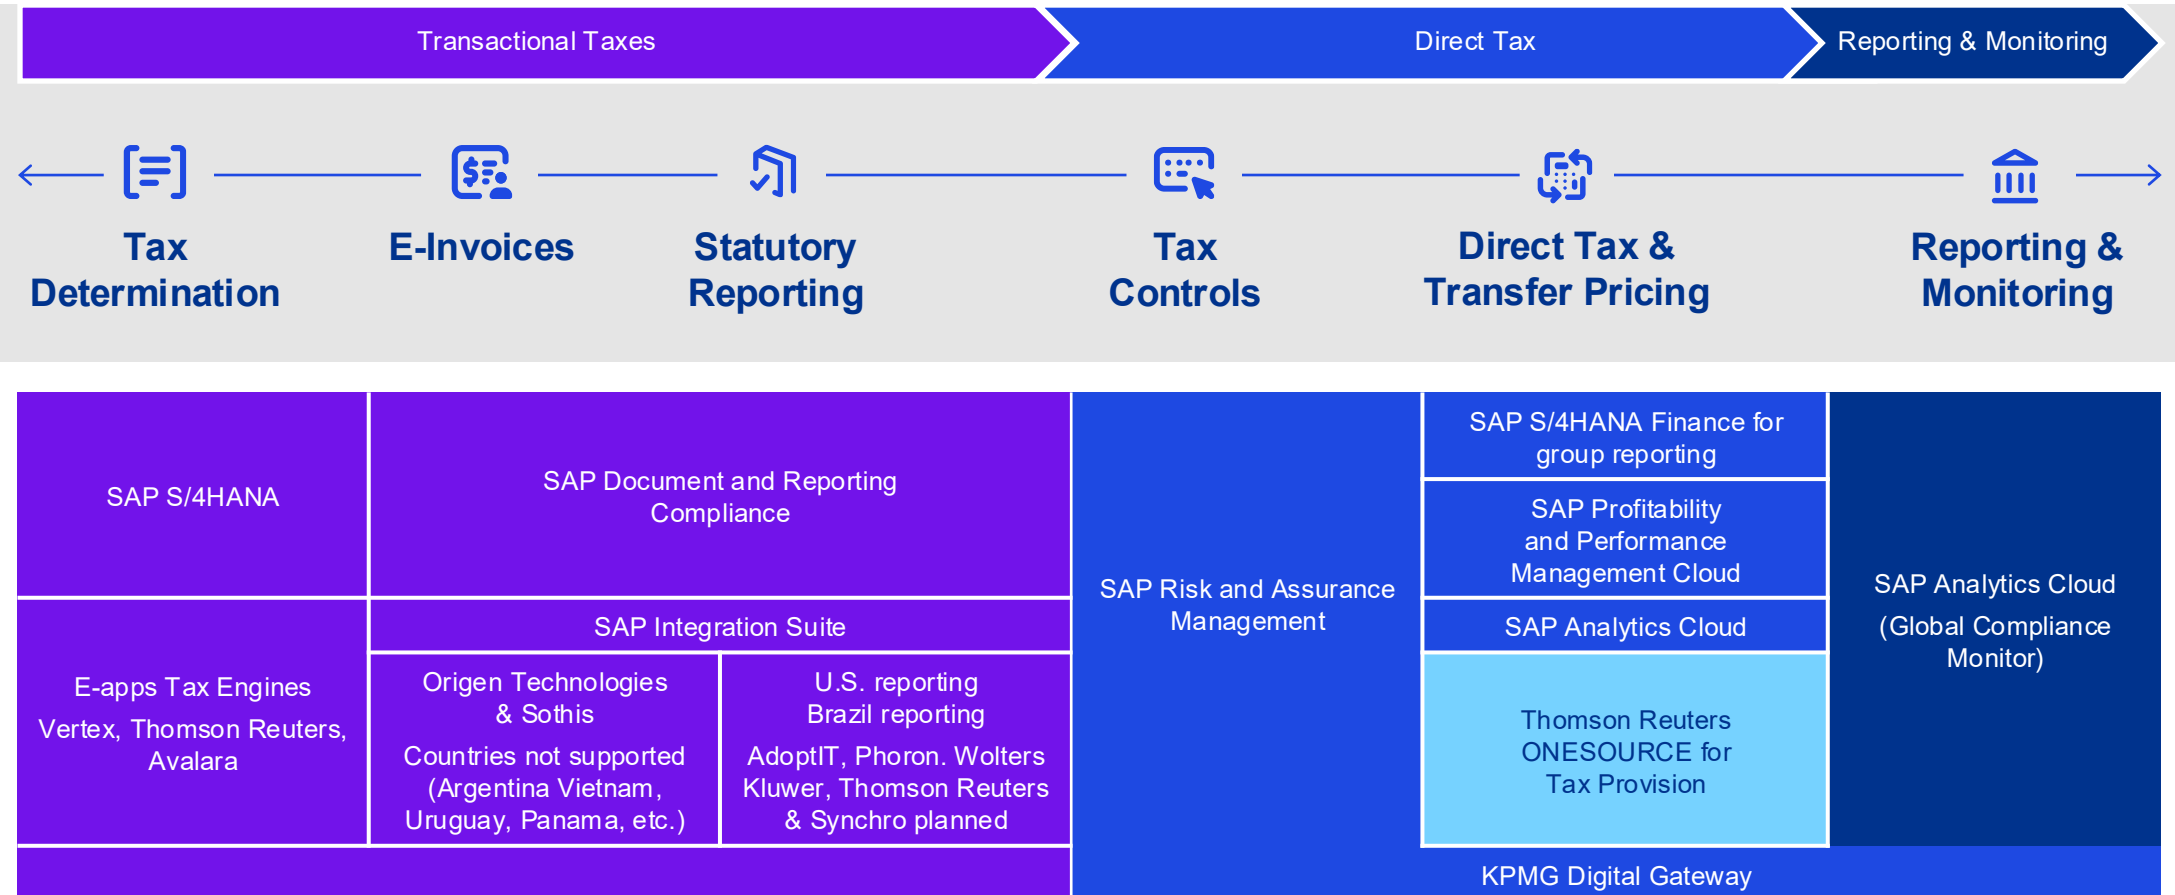 Transactional Taxes
Direct Tax
Reporting & Monitoring
Tax
Determination
E-Invoices
Statutory
Reporting
Tax
Controls
Direct Tax &
Transfer Pricing
Reporting &
Monitoring
SAP S/4HANA
E-apps Tax Engines
Vertex, Thomson Reuters,
Avalara
SAP Document and Reporting
Compliance
SAP Integration Suite
Origen Technologies
& Sothis
Countries not supported
(Argentina Vietnam,
Uruguay, Panama, etc.)
U.S. reporting
Brazil reporting
AdoptIT, Phoron. Wolters
Kluwer, Thomson Reuters
& Synchro planned
SAP Risk and Assurance
Management
SAP S/4HANA Finance for
group reporting
SAP Profitability
and Performance
Management Cloud
SAP Analytics Cloud
Thomson Reuters
ONESOURCE for
Tax Provision
SAP Analytics Cloud
(Global Compliance
Monitor)
KPMG Digital Gateway